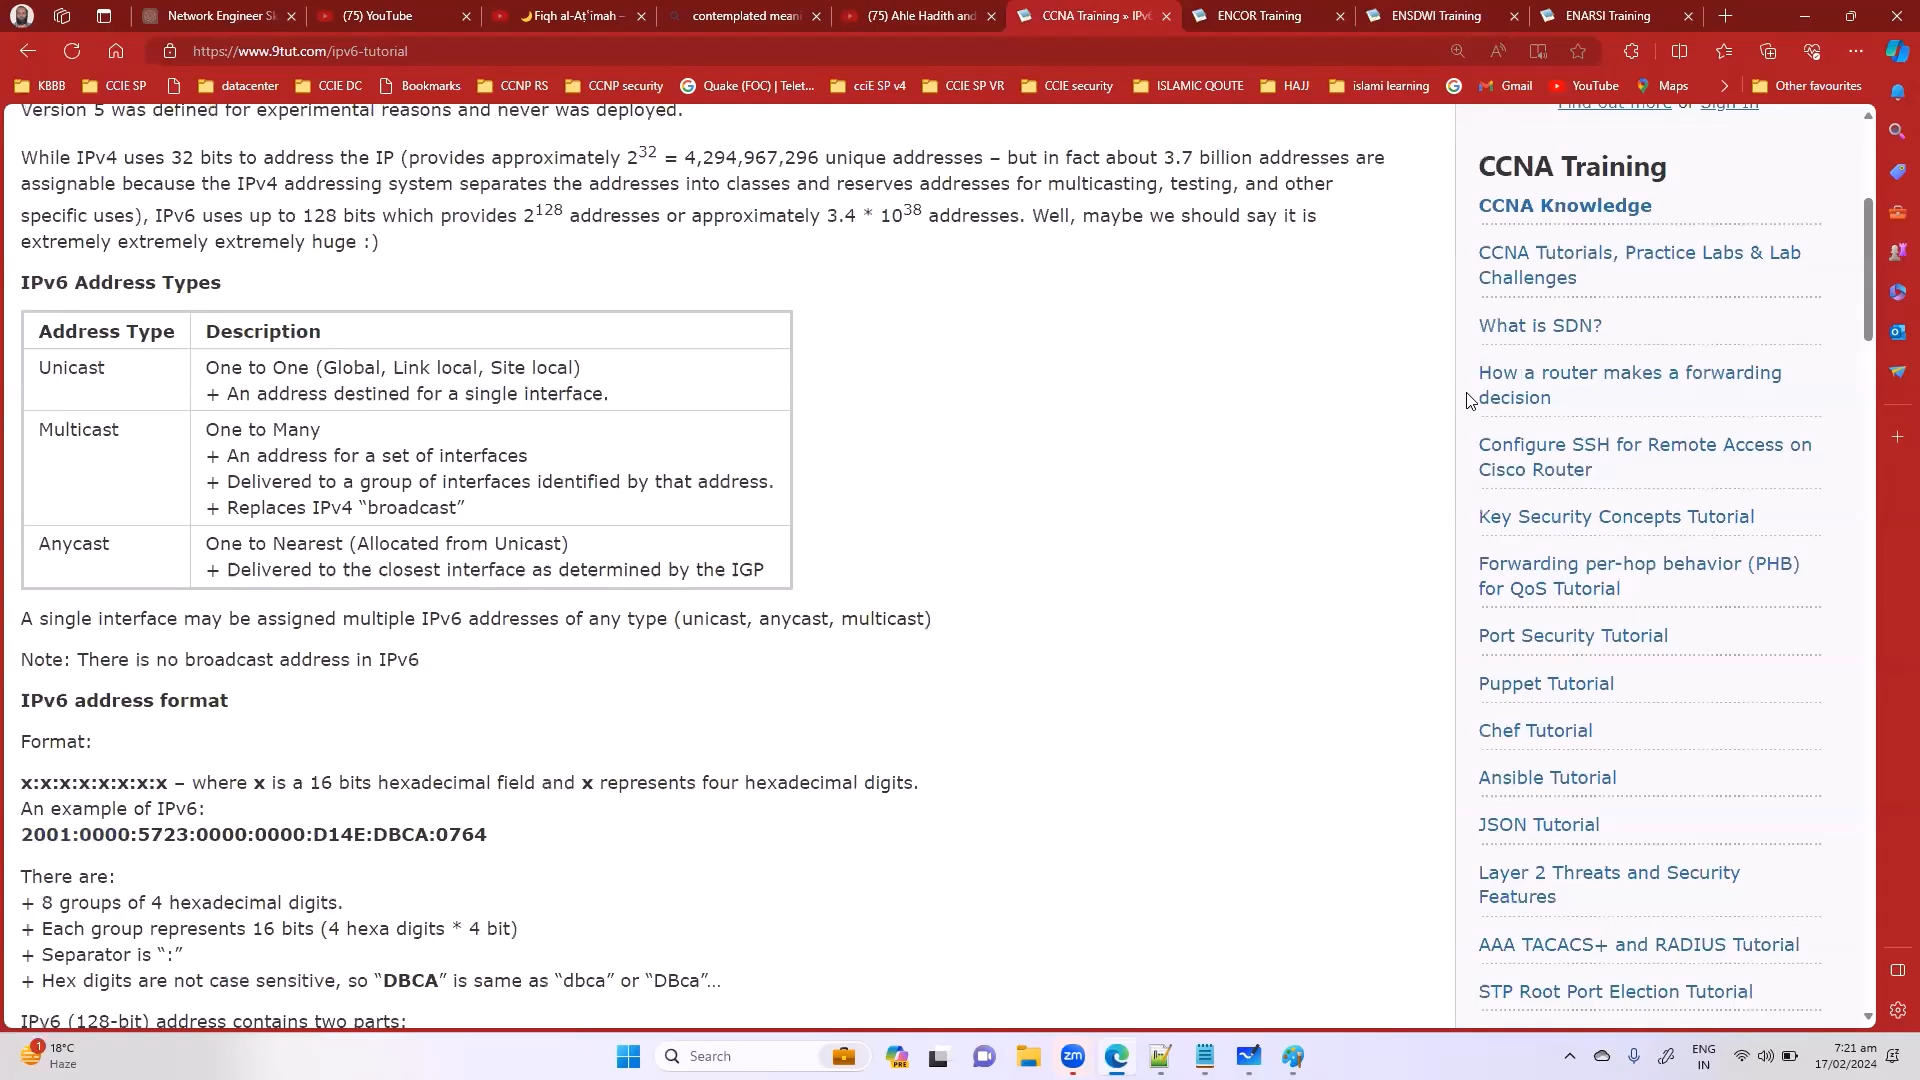 Network Engineer Sk
(75) YouTube
Fiqh al-Aṭʿimah –
contemplated meani
(75) Ahle Hadith and
CCNA Training » IPv6
ENCOR Training
ENSDWI Training
ENARSI Training
https://www.9tut.com/ipv6-tutorial
KBBB
CCIE SP
datacenter
CCIE DC
Bookmarks
CCNP RS
CCNP security
Quake (FOC) | Telet...
cciE SP v4
CCIE SP VR
CCIE security
ISLAMIC QOUTE
HAJJ
islami learning
Gmail
YouTube
Maps
Other favourites
Version 5 was defined for experimental reasons and never was deployed.
While IPv4 uses 32 bits to address the IP (provides approximately 2^32 = 4,294,967,296 unique addresses – but in fact about 3.7 billion addresses are
assignable because the IPv4 addressing system separates the addresses into classes and reserves addresses for multicasting, testing, and other
specific uses), IPv6 uses up to 128 bits which provides 2^128 addresses or approximately 3.4 * 10^38 addresses. Well, maybe we should say it is
extremely extremely extremely huge :)
IPv6 Address Types
Address Type Description
Unicast One to One (Global, Link local, Site local)
+ An address destined for a single interface.
Multicast One to Many
+ An address for a set of interfaces
+ Delivered to a group of interfaces identified by that address.
+ Replaces IPv4 “broadcast”
Anycast One to Nearest (Allocated from Unicast)
+ Delivered to the closest interface as determined by the IGP
A single interface may be assigned multiple IPv6 addresses of any type (unicast, anycast, multicast)
Note: There is no broadcast address in IPv6
IPv6 address format
Format:
x:x:x:x:x:x:x:x – where x is a 16 bits hexadecimal field and x represents four hexadecimal digits.
An example of IPv6:
2001:0000:5723:0000:0000:D14E:DBCA:0764
There are:
+ 8 groups of 4 hexadecimal digits.
+ Each group represents 16 bits (4 hexa digits * 4 bit)
+ Separator is “:”
+ Hex digits are not case sensitive, so “DBCA” is same as “dbca” or “DBca”…
IPv6 (128-bit) address contains two parts:
Find out more or Sign In
CCNA Training
CCNA Knowledge
CCNA Tutorials, Practice Labs & Lab
Challenges
What is SDN?
How a router makes a forwarding
decision
Configure SSH for Remote Access on
Cisco Router
Key Security Concepts Tutorial
Forwarding per-hop behavior (PHB)
for QoS Tutorial
Port Security Tutorial
Puppet Tutorial
Chef Tutorial
Ansible Tutorial
JSON Tutorial
Layer 2 Threats and Security
Features
AAA TACACS+ and RADIUS Tutorial
STP Root Port Election Tutorial
1
18°C
Haze
Search
PRE
zm
ENG
IN
7:21 am
17/02/2024